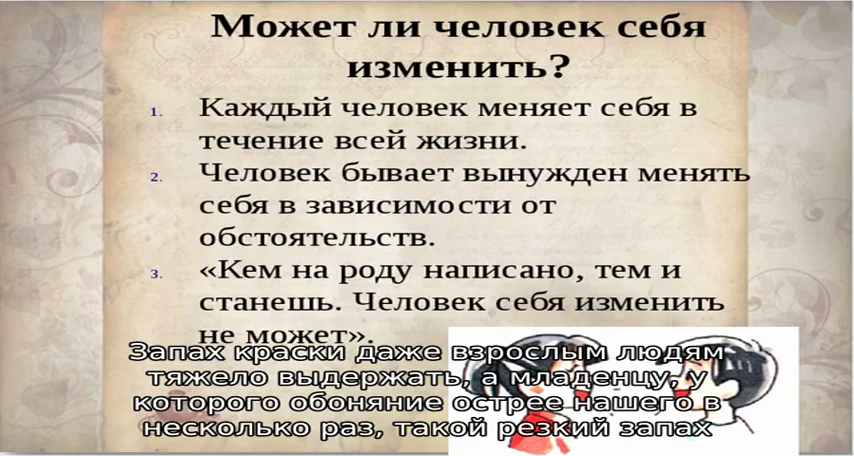 Может ли человек себя
изменить?
1. Каждый человек меняет себя в
течение всей жизни.
2. Человек бывает вынужден менять
себя в зависимости от
обстоятельств.
3. «Кем на роду написано, тем и
станешь. Человек себя изменить
не может».
Запах краски даже взрослым людям
тяжело выдержать, а младенцу, у
которого обоняние острее нашего в
несколько раз, такой резкий запах